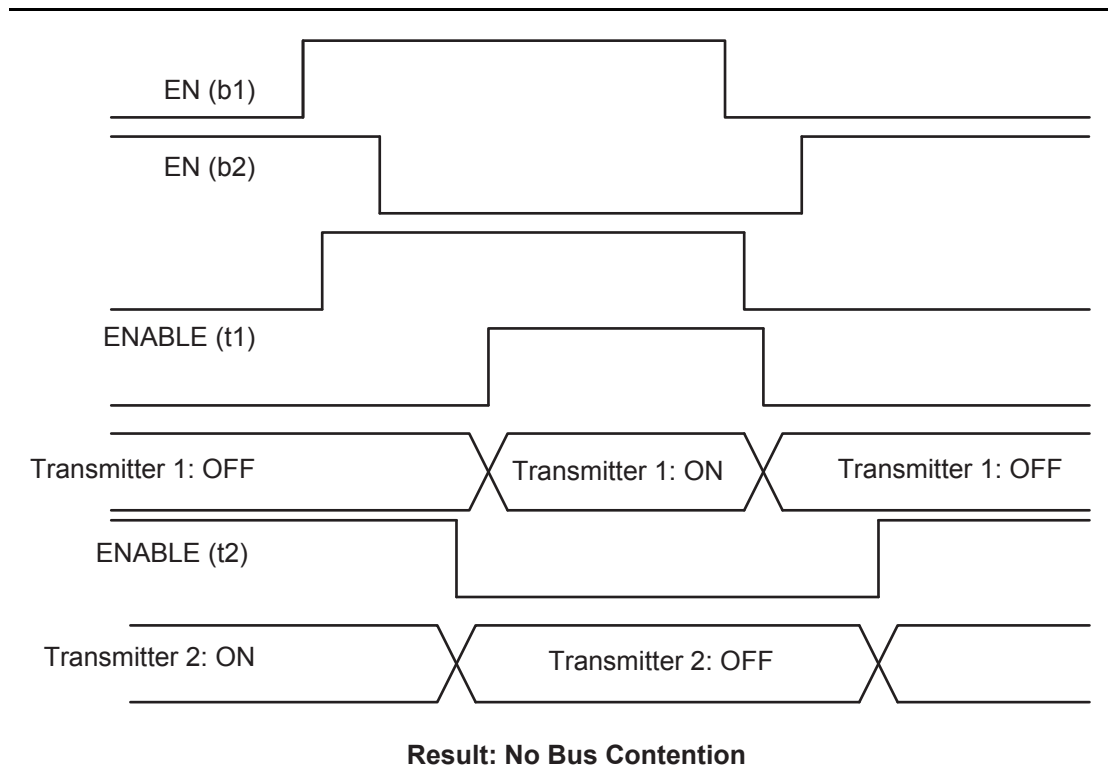 EN (b1)
EN (b2)
ENABLE (t1)
Transmitter 1: OFF
Transmitter 1: ON
Transmitter 1: OFF
ENABLE (t2)
Transmitter 2: ON
Transmitter 2: OFF
Result: No Bus Contention